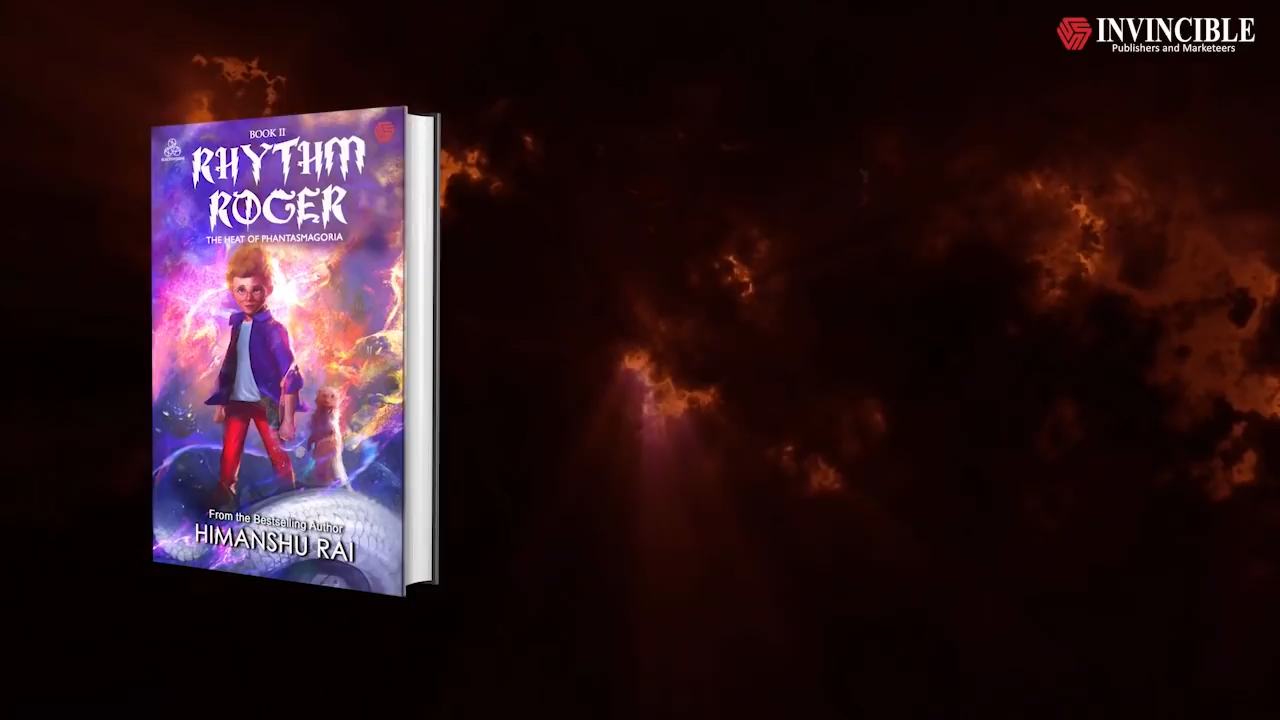 INVINCIBLE
Publishers and Marketeers
BOOK II
RHYTHM
ROGER
THE HEAT OF PHANTASMAGORIA
From the Bestselling Author
HIMANSHU RAI